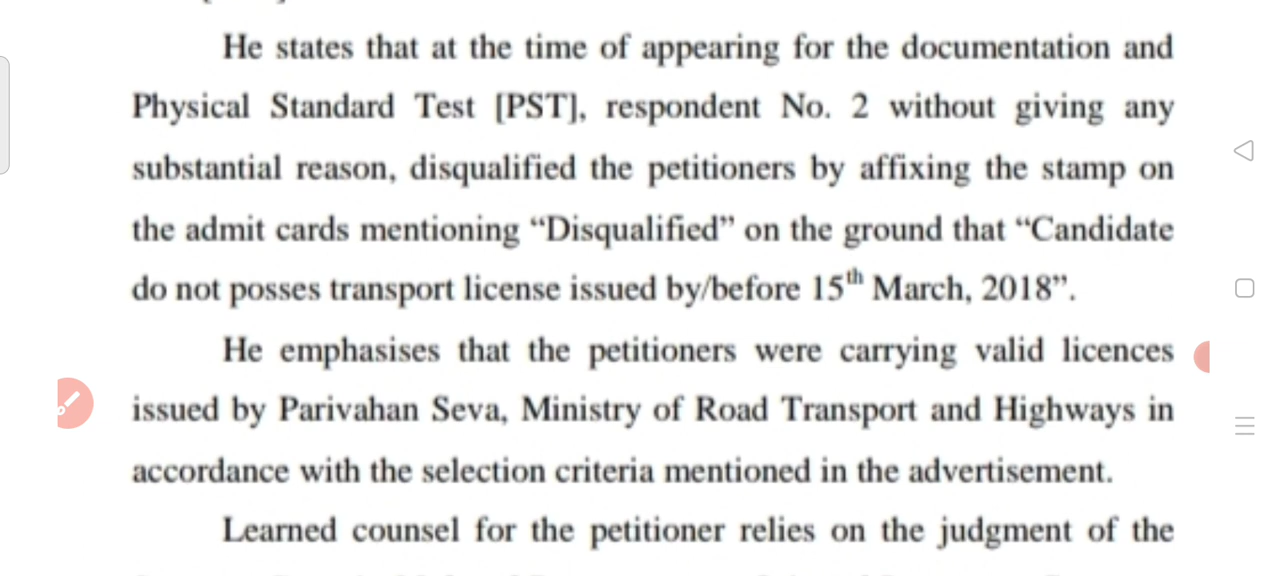 He states that at the time of appearing for the documentation and
Physical Standard Test [PST], respondent No. 2 without giving any
substantial reason, disqualified the petitioners by affixing the stamp on
the admit cards mentioning “Disqualified” on the ground that “Candidate
do not posses transport license issued by/before 15th March, 2018”.
He emphasises that the petitioners were carrying valid licences
issued by Parivahan Seva, Ministry of Road Transport and Highways in
accordance with the selection criteria mentioned in the advertisement.
Learned counsel for the petitioner relies on the judgment of the